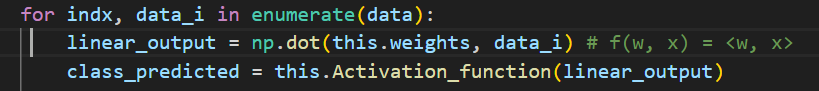 for indx, data_i in enumerate(data):
linear_output = np.dot(this.weights, data_i) # f(w, x) = <w, x>
class_predicted = this.Activation_function(linear_output)